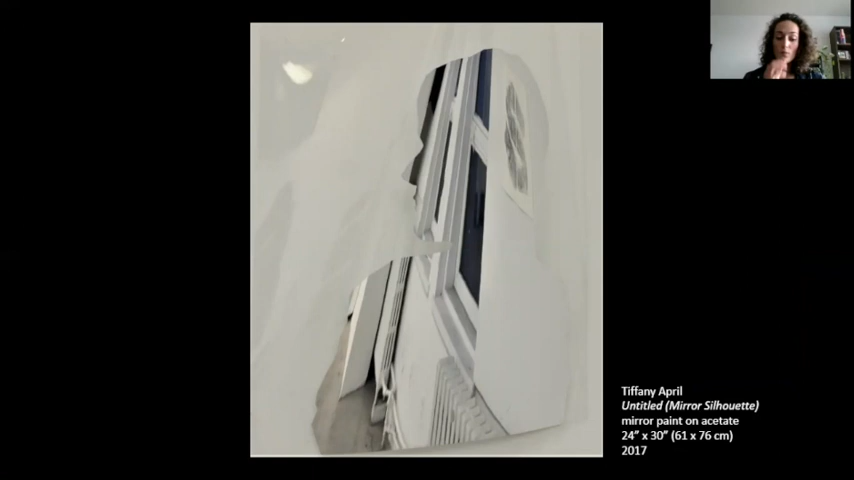 Tiffany April
Untitled (Mirror Silhouette)
mirror paint on acetate
24” x 30” (61 x 76 cm)
2017